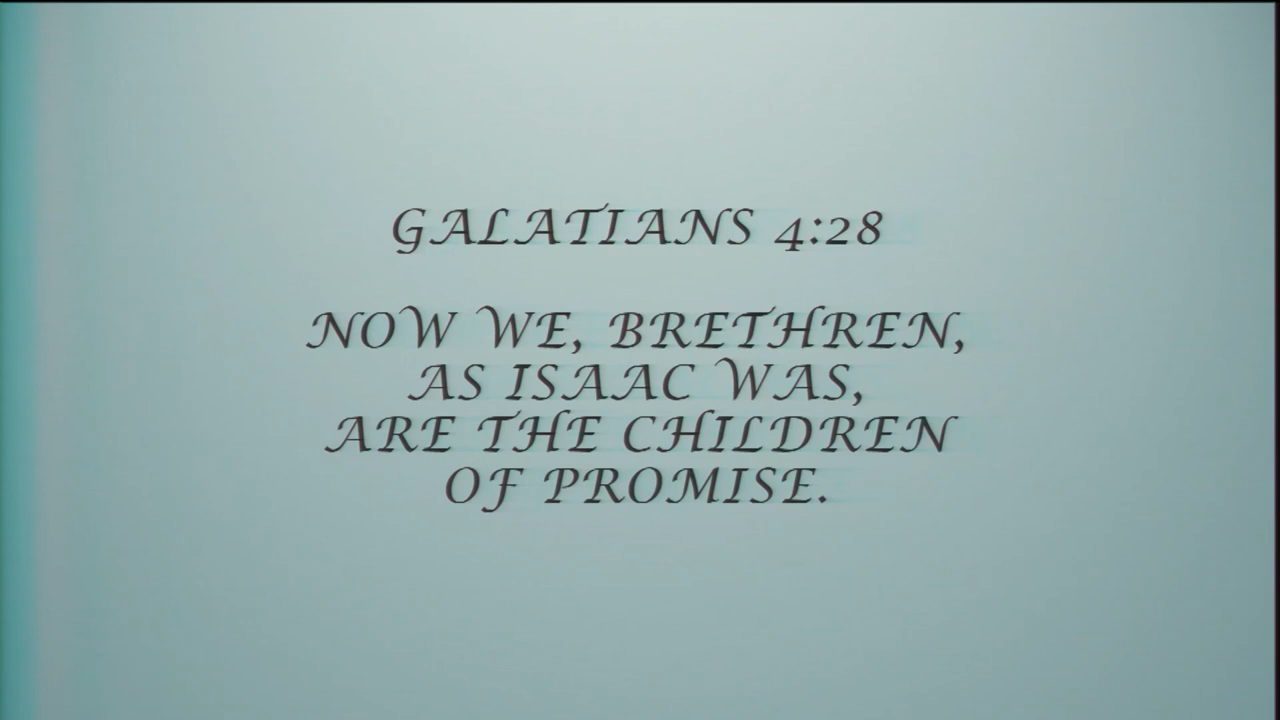 GALATIANS 4:28
NOW WE, BRETHREN,
AS ISAAC WAS,
ARE THE CHILDREN
OF PROMISE.